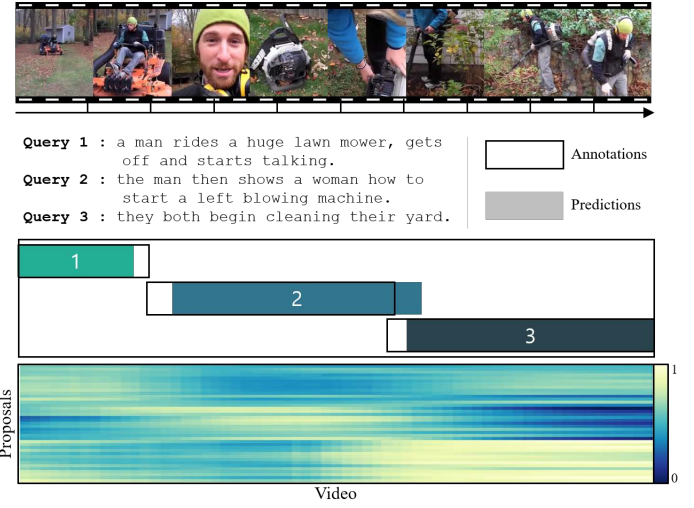 Query 1 : a man rides a huge lawn mower, gets
off and starts talking.
Query 2 : the man then shows a woman how to
start a left blowing machine.
Query 3 : they both begin cleaning their yard.
Annotations
Predictions
1
2
3
Proposals
1
0
Video